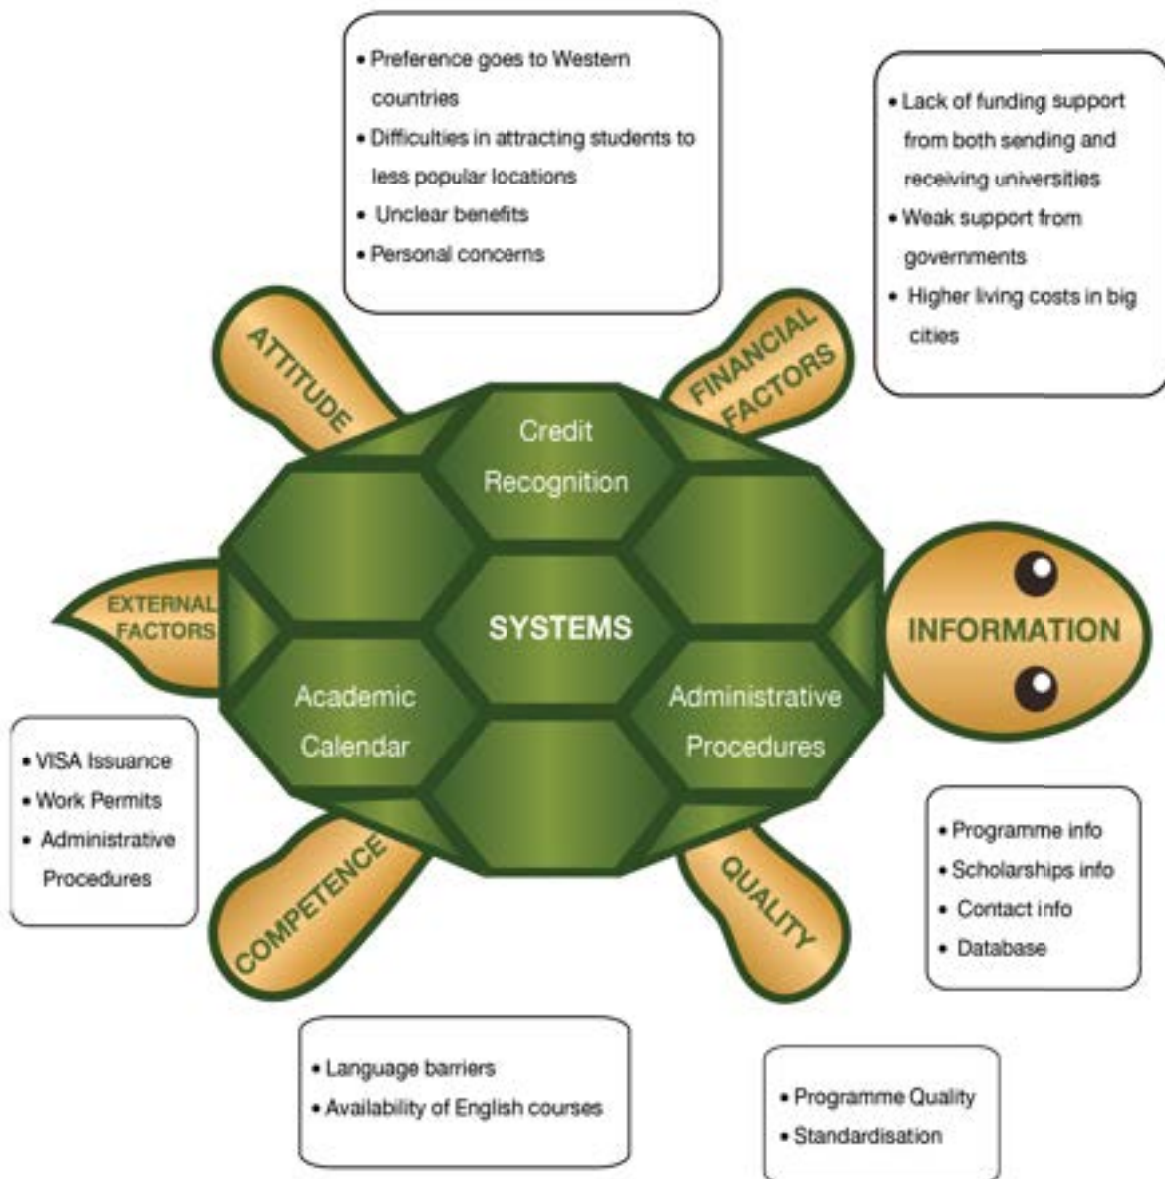 • Preference goes to Western
countries
• Difficulties in attracting students to
less popular locations
• Unclear benefits
• Personal concerns
• Lack of funding support
from both sending and
receiving universities
• Weak support from
governments
• Higher living costs in big
cities
ATTITUDE
FINANCIAL
FACTORS
Credit
Recognition
EXTERNAL
FACTORS
SYSTEMS
INFORMATION
Academic
Calendar
Administrative
Procedures
• VISA Issuance
• Work Permits
• Administrative
Procedures
COMPETENCE
QUALITY
• Programme info
• Scholarships info
• Contact info
• Database
• Language barriers
• Availability of English courses
• Programme Quality
• Standardisation